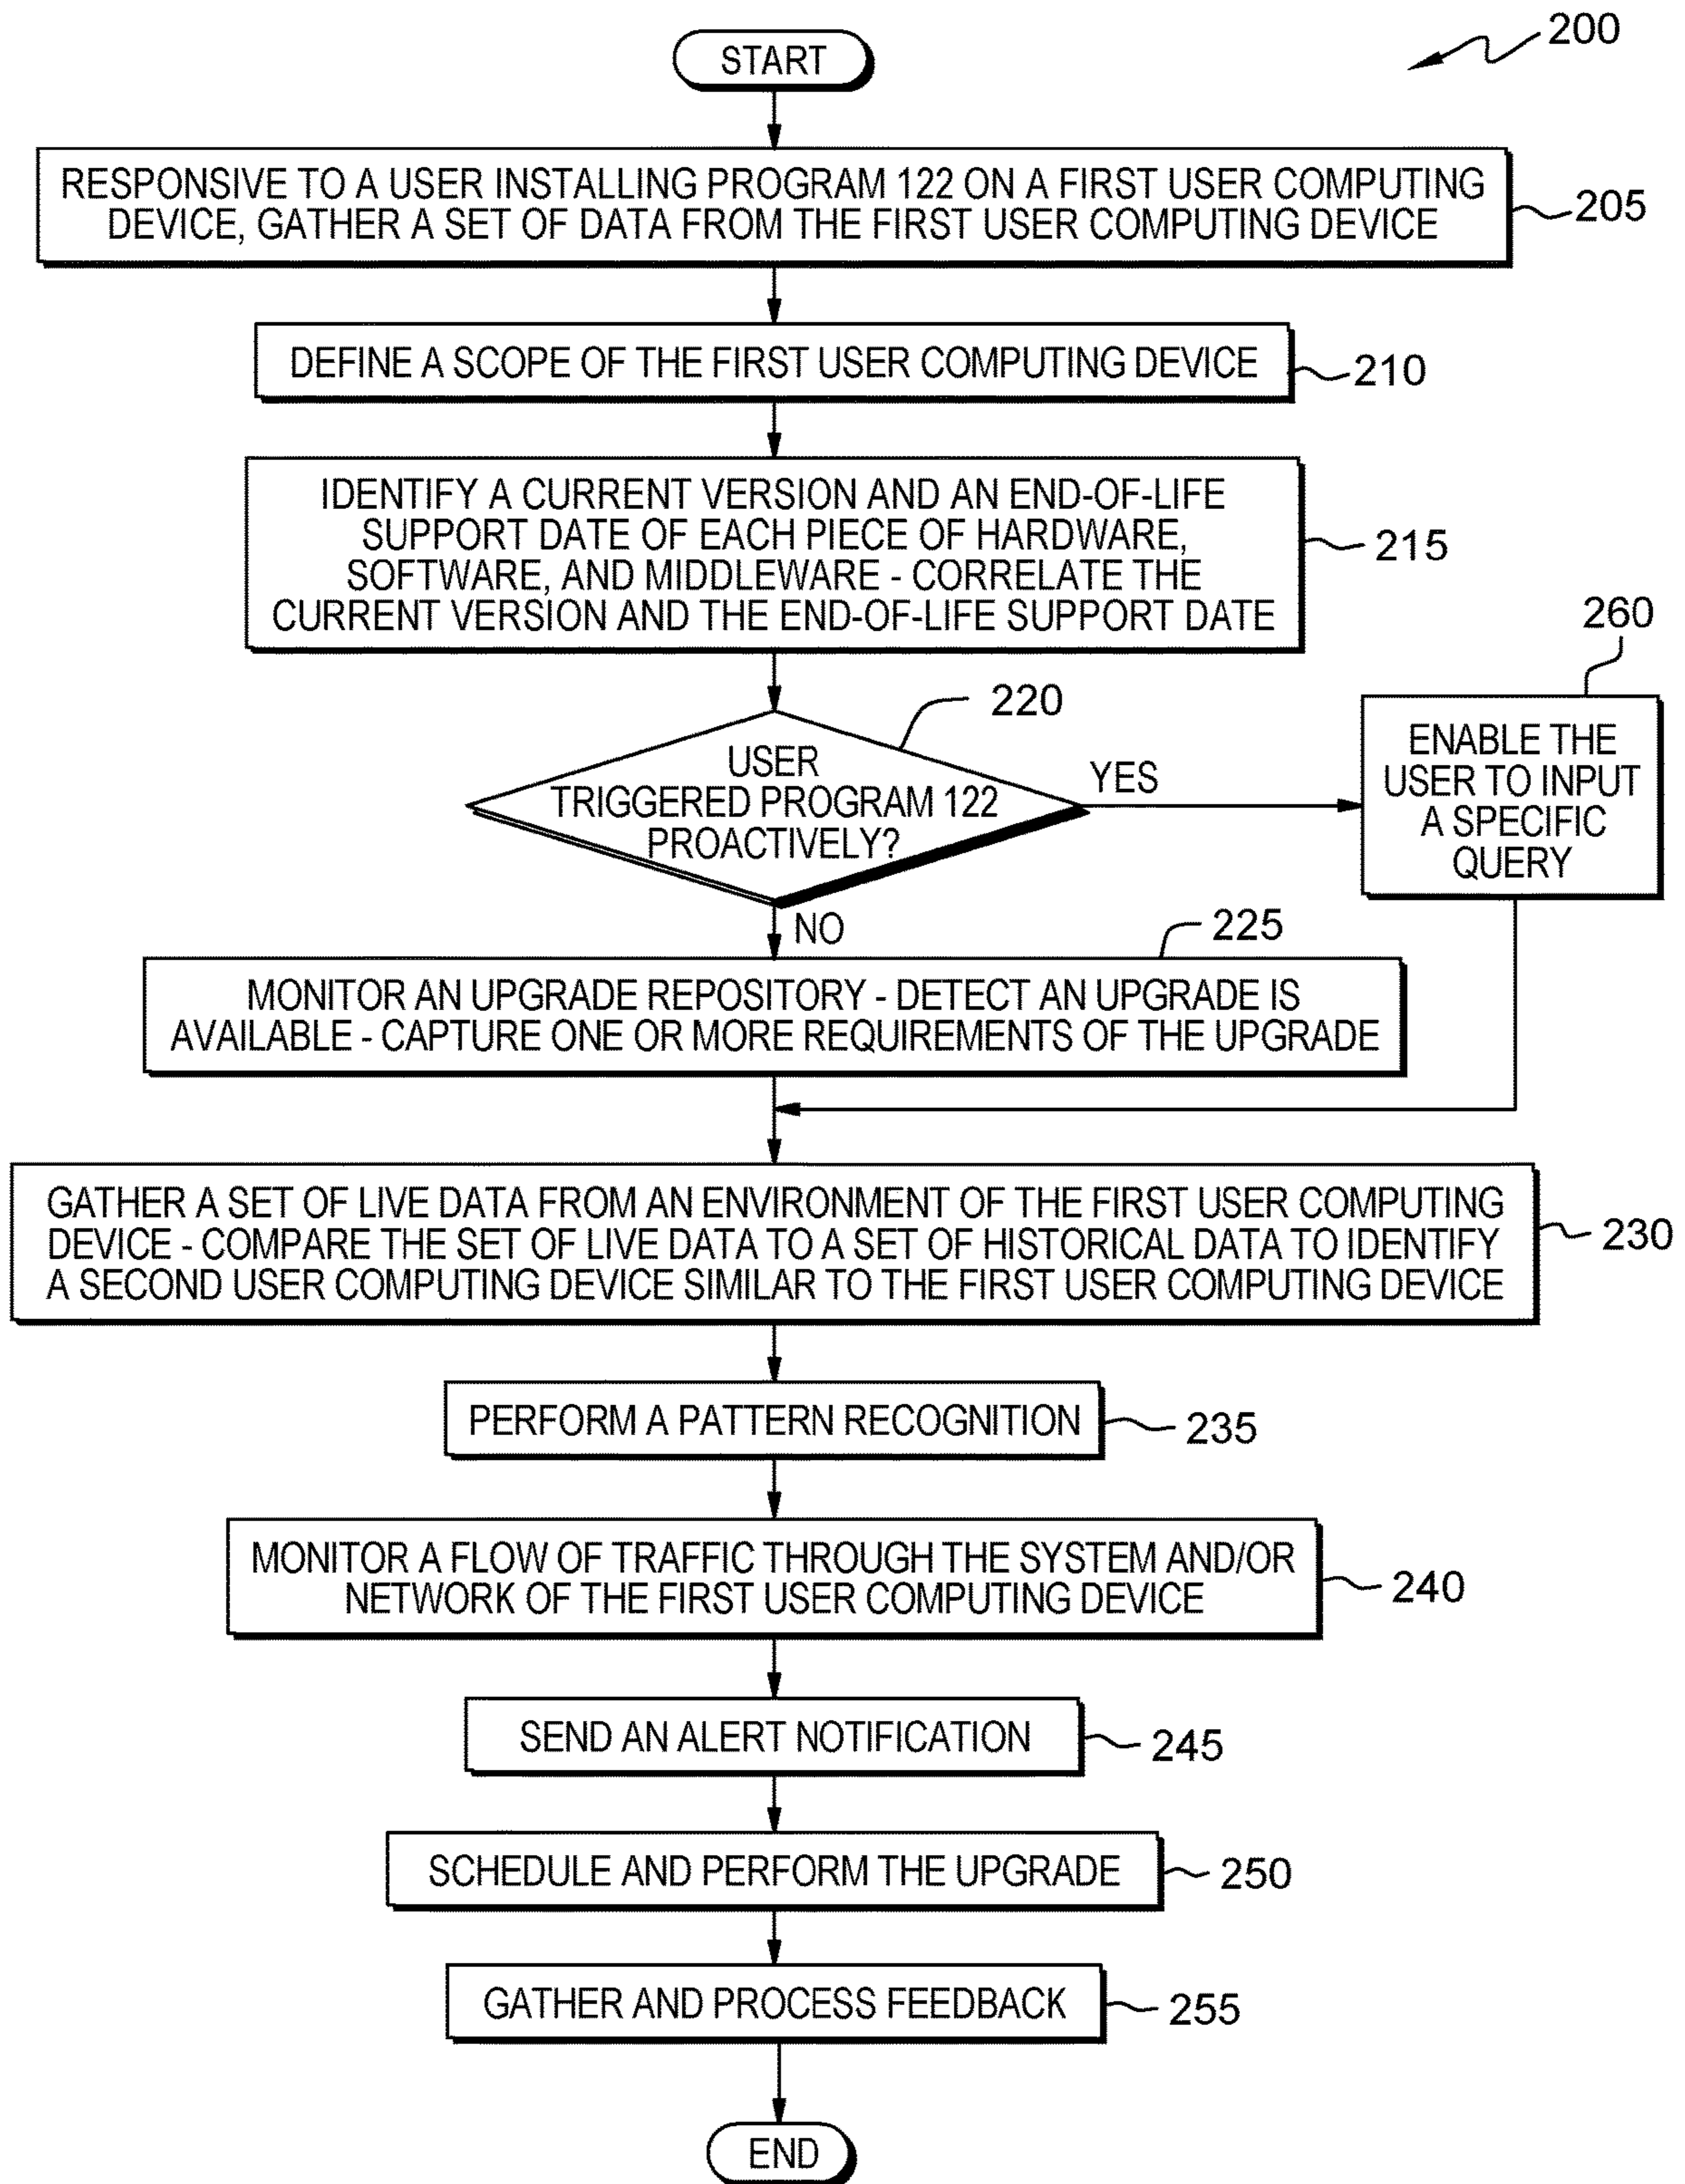 200
START
RESPONSIVE TO A USER INSTALLING PROGRAM 122 ON A FIRST USER COMPUTING
DEVICE, GATHER A SET OF DATA FROM THE FIRST USER COMPUTING DEVICE
205
DEFINE A SCOPE OF THE FIRST USER COMPUTING DEVICE
210
IDENTIFY A CURRENT VERSION AND AN END-OF-LIFE
SUPPORT DATE OF EACH PIECE OF HARDWARE,
SOFTWARE, AND MIDDLEWARE - CORRELATE THE
CURRENT VERSION AND THE END-OF-LIFE SUPPORT DATE
215
220
USER
TRIGGERED PROGRAM 122
PROACTIVELY?
YES
260
ENABLE THE
USER TO INPUT
A SPECIFIC
QUERY
NO
225
MONITOR AN UPGRADE REPOSITORY - DETECT AN UPGRADE IS
AVAILABLE - CAPTURE ONE OR MORE REQUIREMENTS OF THE UPGRADE
GATHER A SET OF LIVE DATA FROM AN ENVIRONMENT OF THE FIRST USER COMPUTING
DEVICE - COMPARE THE SET OF LIVE DATA TO A SET OF HISTORICAL DATA TO IDENTIFY
A SECOND USER COMPUTING DEVICE SIMILAR TO THE FIRST USER COMPUTING DEVICE
230
PERFORM A PATTERN RECOGNITION
235
MONITOR A FLOW OF TRAFFIC THROUGH THE SYSTEM AND/OR
NETWORK OF THE FIRST USER COMPUTING DEVICE
240
SEND AN ALERT NOTIFICATION
245
SCHEDULE AND PERFORM THE UPGRADE
250
GATHER AND PROCESS FEEDBACK
255
END